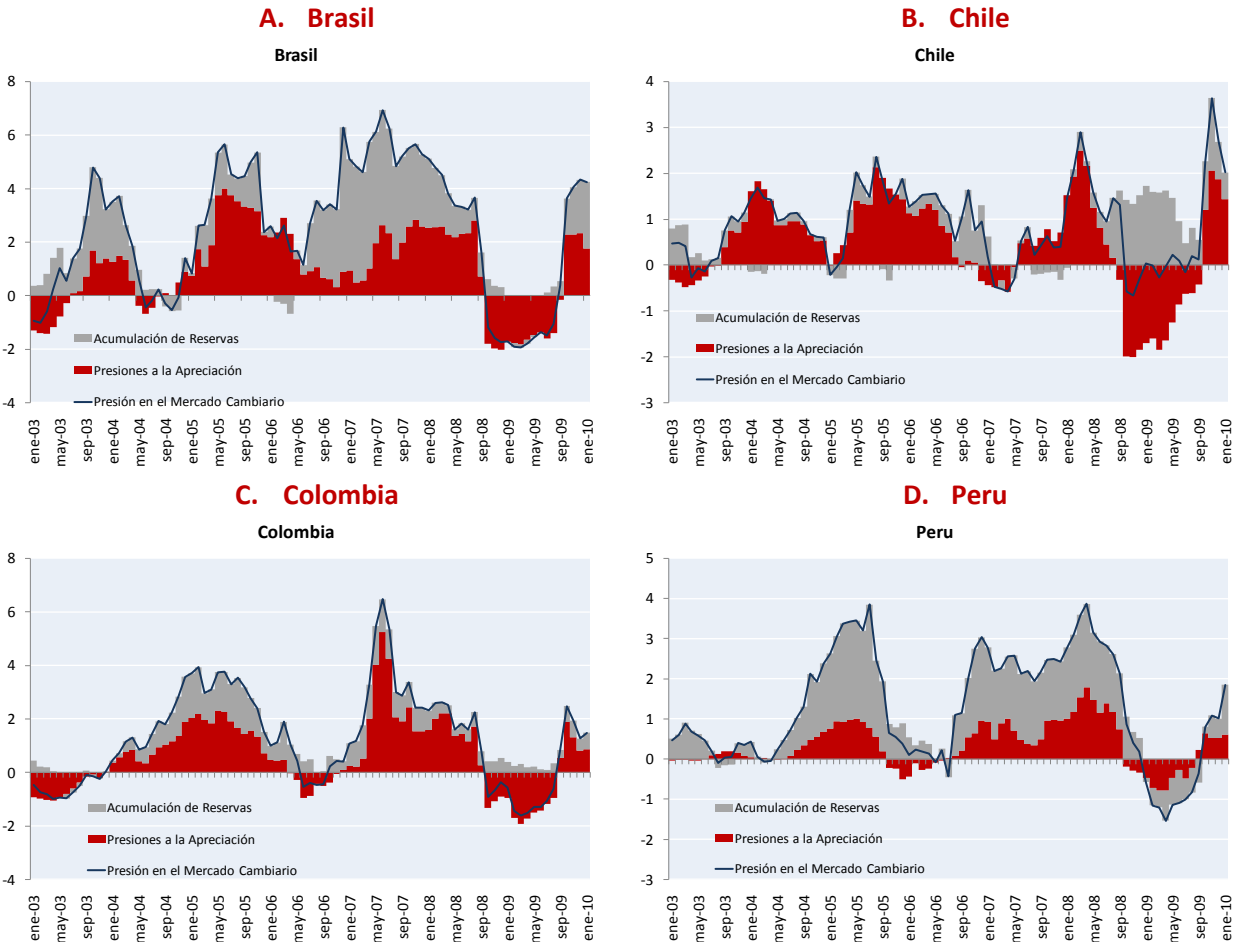 A. Brasil
Brasil
8
6
4
2
0
-2
-4
Acumulación de Reservas
Presiones a la Apreciación
Presión en el Mercado Cambiario
ene-03
may-03
sep-03
ene-04
may-04
sep-04
ene-05
may-05
sep-05
ene-06
may-06
sep-06
ene-07
may-07
sep-07
ene-08
may-08
sep-08
ene-09
may-09
sep-09
ene-10
B. Chile
Chile
4
3
2
1
0
-1
-2
-3
Acumulación de Reservas
Presiones a la Apreciación
Presión en el Mercado Cambiario
ene-03
may-03
sep-03
ene-04
may-04
sep-04
ene-05
may-05
sep-05
ene-06
may-06
sep-06
ene-07
may-07
sep-07
ene-08
may-08
sep-08
ene-09
may-09
sep-09
ene-10
C. Colombia
Colombia
8
6
4
2
0
-2
-4
Acumulación de Reservas
Presiones a la Apreciación
Presión en el Mercado Cambiario
ene-03
may-03
sep-03
ene-04
may-04
sep-04
ene-05
may-05
sep-05
ene-06
may-06
sep-06
ene-07
may-07
sep-07
ene-08
may-08
sep-08
ene-09
may-09
sep-09
ene-10
D. Peru
Peru
5
4
3
2
1
0
-1
-2
-3
Acumulación de Reservas
Presiones a la Apreciación
Presión en el Mercado Cambiario
ene-03
may-03
sep-03
ene-04
may-04
sep-04
ene-05
may-05
sep-05
ene-06
may-06
sep-06
ene-07
may-07
sep-07
ene-08
may-08
sep-08
ene-09
may-09
sep-09
ene-10